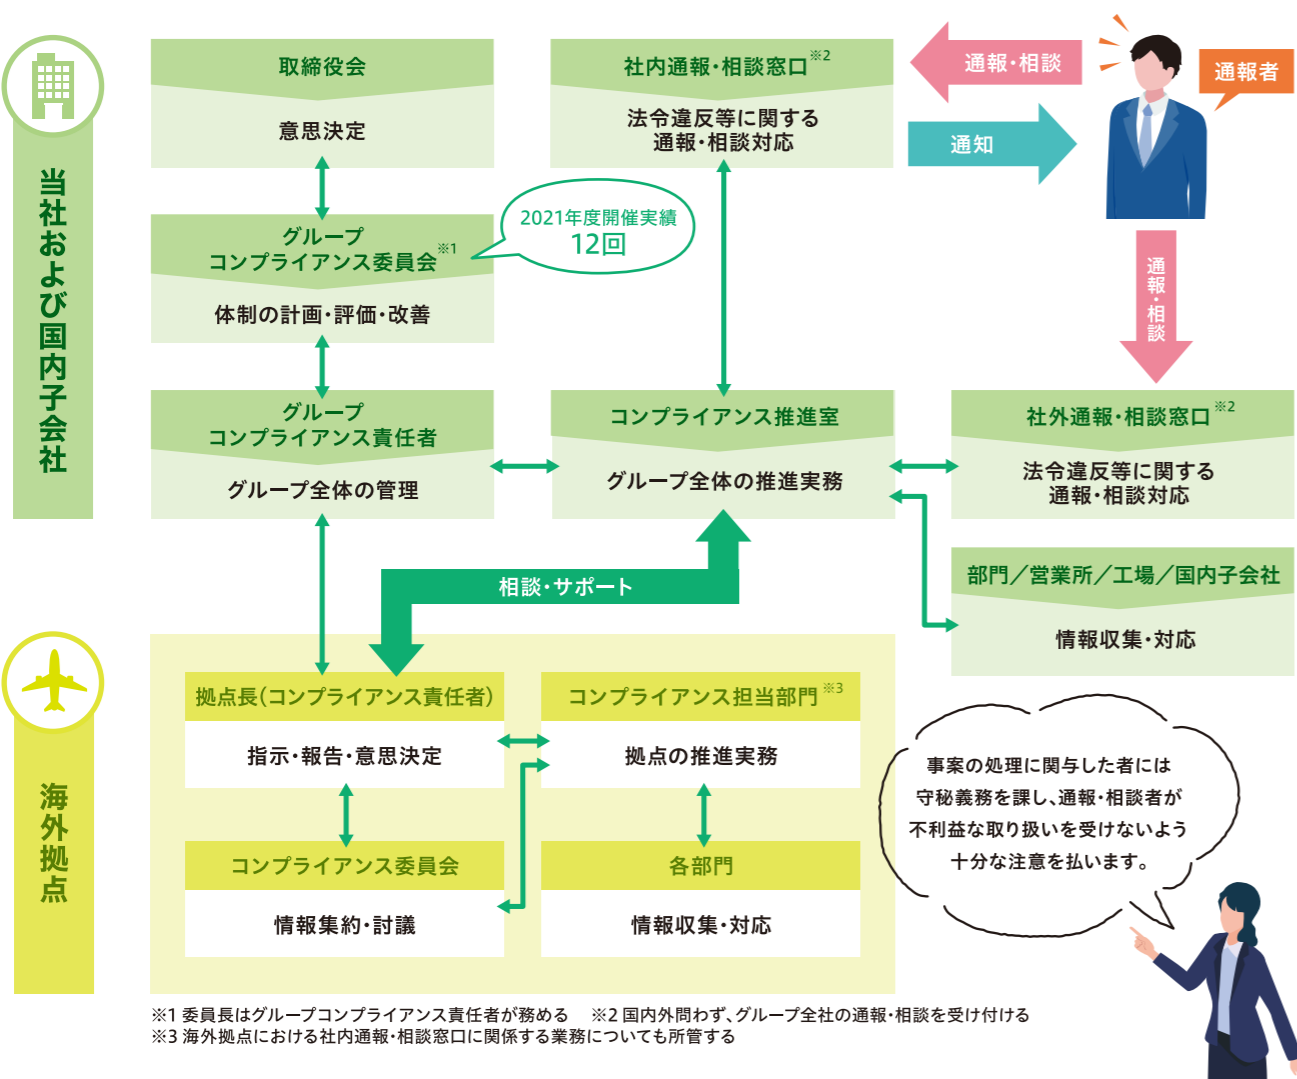 当社および国内子会社
取締役会
意思決定
グループ
コンプライアンス委員会※1
体制の計画・評価・改善
2021年度開催実績
12回
グループ
コンプライアンス責任者
グループ全体の管理
社内通報・相談窓口※2
法令違反等に関する
通報・相談対応
通報・相談
通知
通報者
通報・相談
コンプライアンス推進室
グループ全体の推進実務
社外通報・相談窓口※2
法令違反等に関する
通報・相談対応
部門／営業所／工場／国内子会社
情報収集・対応
相談・サポート
海外拠点
拠点長（コンプライアンス責任者）
指示・報告・意思決定
コンプライアンス担当部門※3
拠点の推進実務
コンプライアンス委員会
情報集約・討議
各部門
情報収集・対応
事案の処理に関与した者には
守秘義務を課し、通報・相談者が
不利益な取り扱いを受けないよう
十分な注意を払います。
※1 委員長はグループコンプライアンス責任者が務める　※2 国内外問わず、グループ全社の通報・相談を受け付ける
※3 海外拠点における社内通報・相談窓口に関係する業務についても所管する